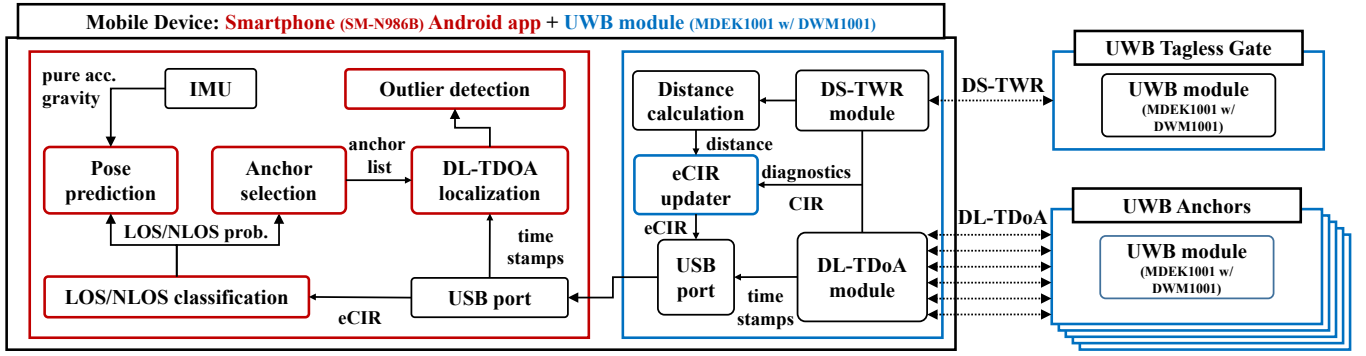 Mobile Device: Smartphone (SM-N986B) Android app + UWB module (MDEK1001 w/ DWM1001)
pure acc.
gravity
IMU
Outlier detection
Pose
prediction
Anchor
selection
anchor
list
DL-TDOA
localization
LOS/NLOS prob.
time
stamps
LOS/NLOS classification
eCIR
USB port
Distance
calculation
DS-TWR
module
distance
eCIR
updater
diagnostics
CIR
eCIR
USB
port
time
stamps
DL-TDoA
module
DS-TWR
UWB Tagless Gate
UWB module
(MDEK1001 w/
DWM1001)
DL-TDoA
UWB Anchors
UWB module
(MDEK1001 w/
DWM1001)